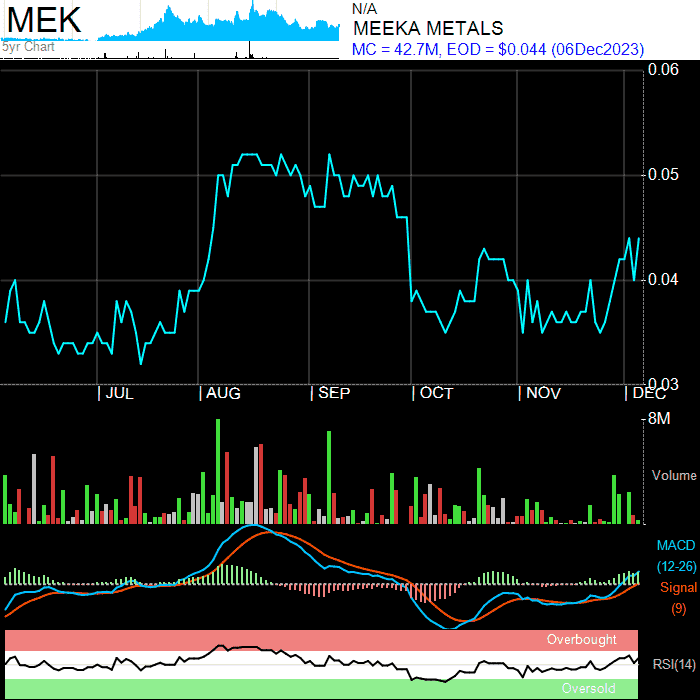 MEK
5yr Chart
N/A
MEEKA METALS
MC = 42.7M, EOD = $0.044 (06Dec2023)
0.06
0.05
0.04
0.03
| JUL | AUG | SEP | OCT | NOV | DEC
8M
Volume
MACD
(12-26)
Signal
(9)
Overbought
RSI(14)
Oversold